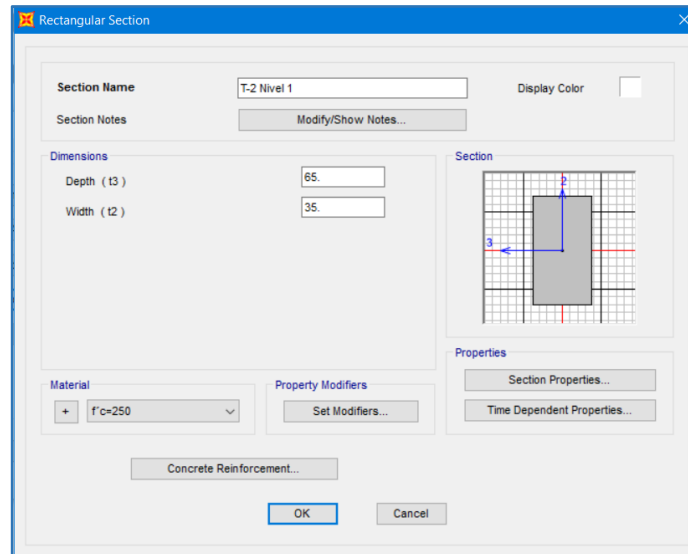 Rectangular Section
Section Name
T-2 Nivel 1
Display Color
Section Notes
Modify/Show Notes...
Dimensions
Depth ( t3 )
65.
Width ( t2 )
35.
Section
2
3
Properties
Section Properties...
Time Dependent Properties...
Material
+
f´c=250
Property Modifiers
Set Modifiers...
Concrete Reinforcement...
OK
Cancel